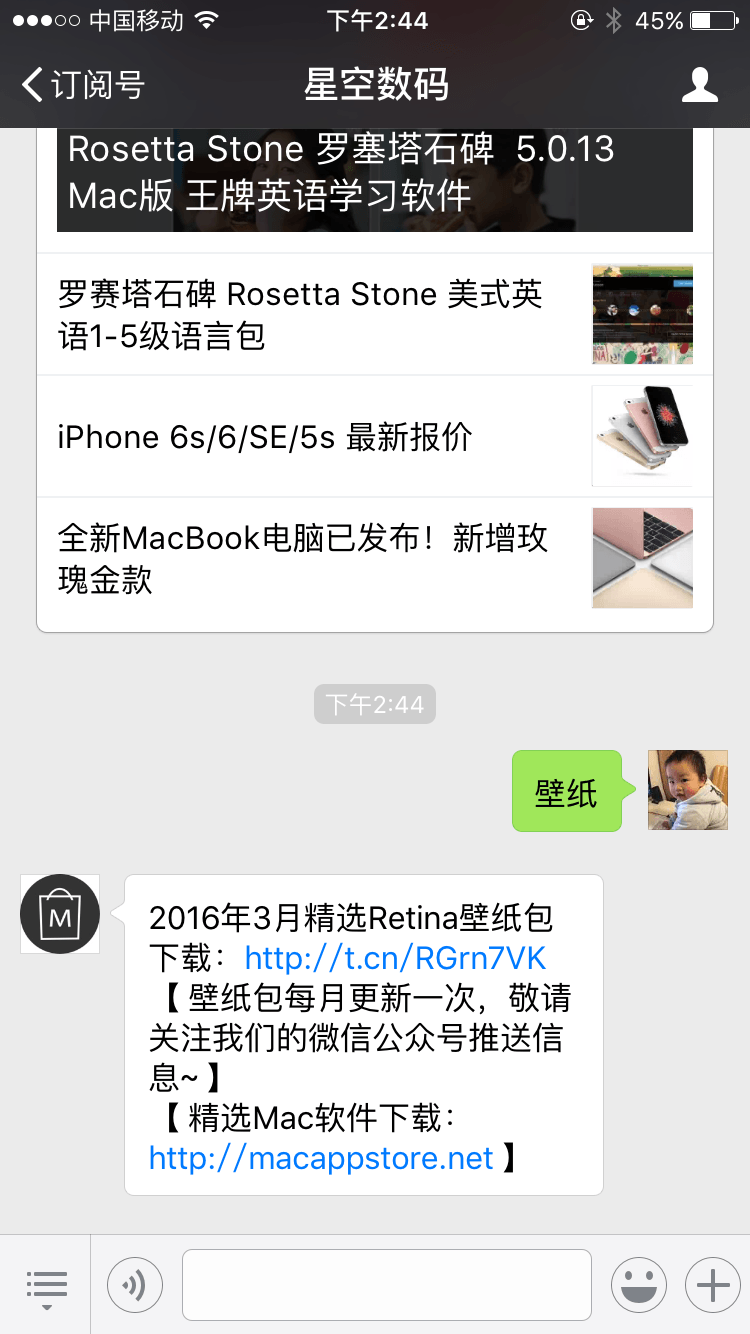 中国移动 下午2:44 45%
订阅号 星空数码
Rosetta Stone 罗塞塔石碑 5.0.13
Mac版 王牌英语学习软件
罗赛塔石碑 Rosetta Stone 美式英
语1-5级语言包
iPhone 6s/6/SE/5s 最新报价
全新MacBook电脑已发布！新增玫
瑰金款
下午2:44
壁纸
M
2016年3月精选Retina壁纸包
下载：http://t.cn/RGrn7VK
【 壁纸包每月更新一次，敬请
关注我们的微信公众号推送信
息~ 】
【 精选Mac软件下载：
http://macappstore.net 】